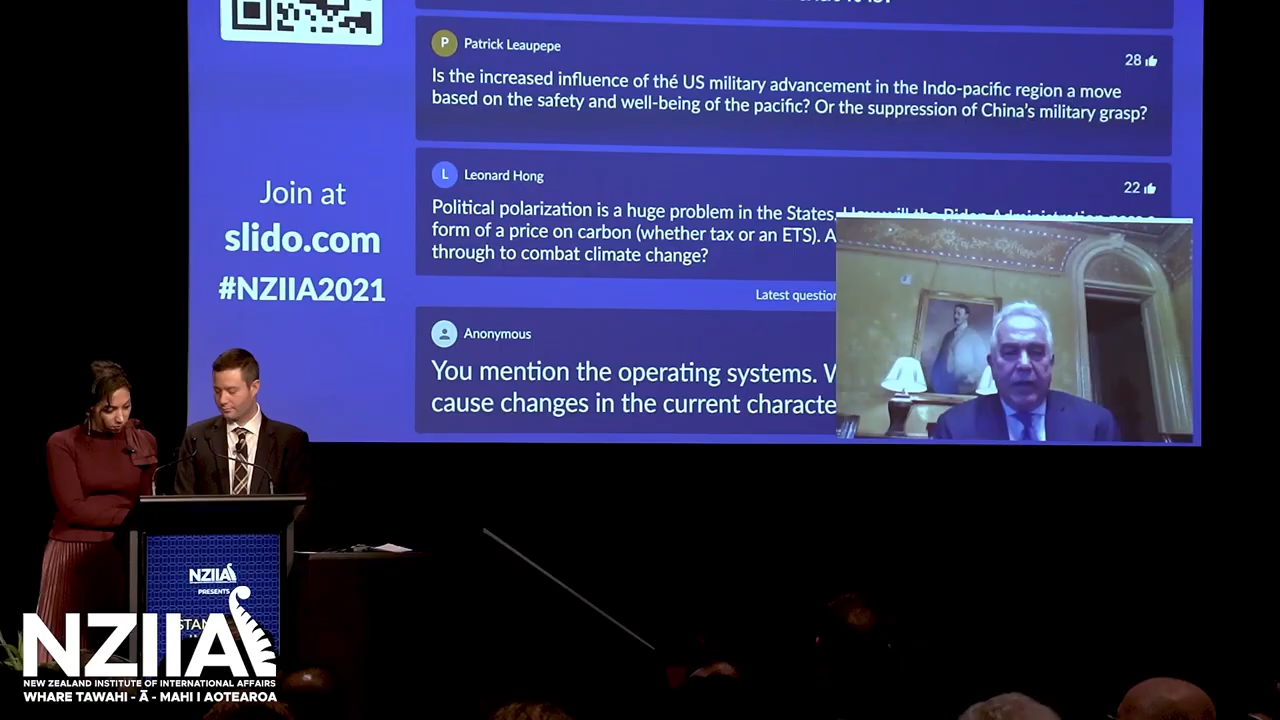 P Patrick Leaupepe
28
Is the increased influence of thé US military advancement in the Indo-pacific region a move
based on the safety and well-being of the pacific? Or the suppression of China's military grasp?
Join at
slido.com
#NZIIA2021
L Leonard Hong
22
Political polarization is a huge problem in the States.
form of a price on carbon (whether tax or an ETS). A
through to combat climate change?
Latest question
Anonymous
You mention the operating systems. W
cause changes in the current characte
NZIIA
PRESENTS
STAN
NZIIA
NEW ZEALAND INSTITUTE OF INTERNATIONAL AFFAIRS
WHARE TAWAHI - Ā - MAHI I AOTEAROA